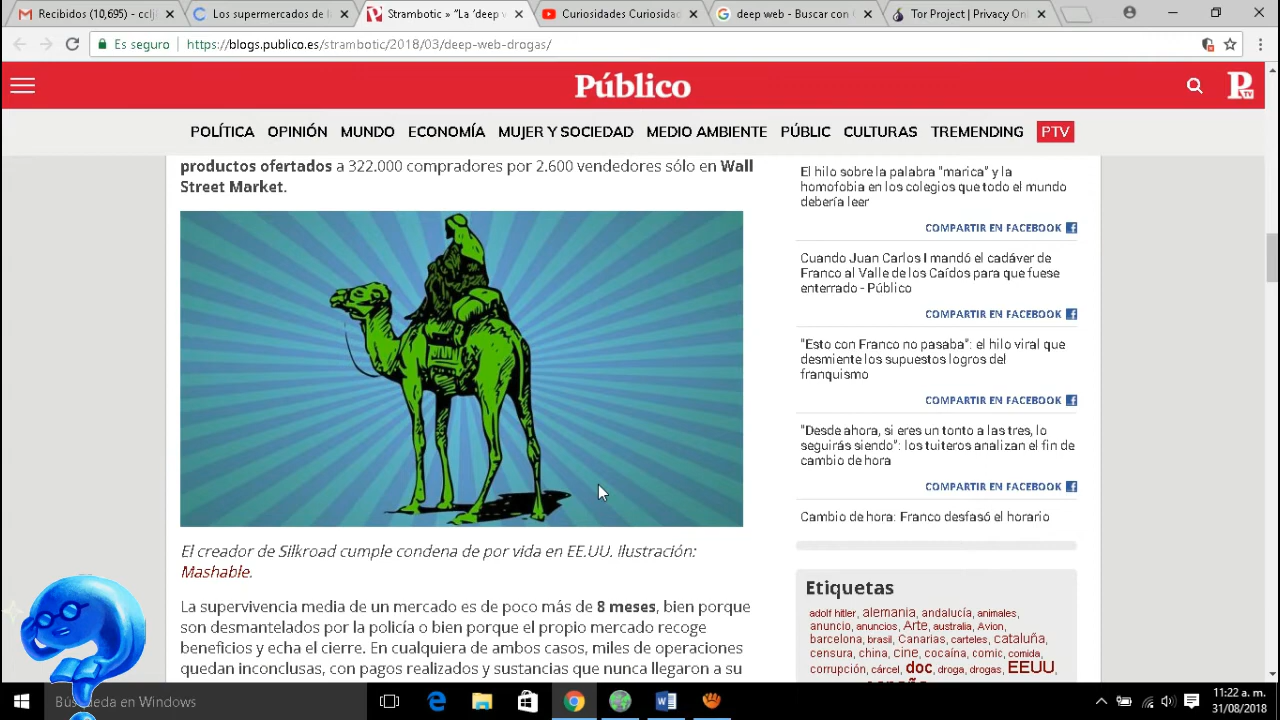 Recibidos (10,695) - cclj
Los supermercados de la
Strambotic » "La 'deep v
Curiosidades Curiosidad
deep web - Buscar con
Tor Project | Privacy Onl
Es seguro
https://blogs.publico.es/strambotic/2018/03/deep-web-drogas/
Público
POLÍTICA OPINIÓN MUNDO ECONOMÍA MUJER Y SOCIEDAD MEDIO AMBIENTE PÚBLIC CULTURAS TREMENDING PTV
productos ofertados a 322.000 compradores por 2.600 vendedores sólo en Wall
Street Market.
El creador de Silkroad cumple condena de por vida en EE.UU. Ilustración:
Mashable.
La supervivencia media de un mercado es de poco más de 8 meses, bien porque
son desmantelados por la policía o bien porque el propio mercado recoge
beneficios y echa el cierre. En cualquiera de ambos casos, miles de operaciones
quedan inconclusas, con pagos realizados y sustancias que nunca llegaron a su
El hilo sobre la palabra "marica" y la
homofobia en los colegios que todo el mundo
debería leer
COMPARTIR EN FACEBOOK
Cuando Juan Carlos I mandó el cadáver de
Franco al Valle de los Caídos para que fuese
enterrado - Público
COMPARTIR EN FACEBOOK
"Esto con Franco no pasaba": el hilo viral que
desmiente los supuestos logros del
franquismo
COMPARTIR EN FACEBOOK
"Desde ahora, si eres un tonto a las tres, lo
seguirás siendo": los tuiteros analizan el fin de
cambio de hora
COMPARTIR EN FACEBOOK
Cambio de hora: Franco desfasó el horario
Etiquetas
adolf hitler, alemania, andalucía, animales,
anuncio, anuncios, Arte, australia, Avion,
barcelona, brasil, Canarias, carteles, cataluña,
censura, china, cine, cocaína, comic, comida,
corrupción, cárcel, doc, droga, drogas, EEUU,
Búsqueda en Windows
11:22 a. m.
31/08/2018